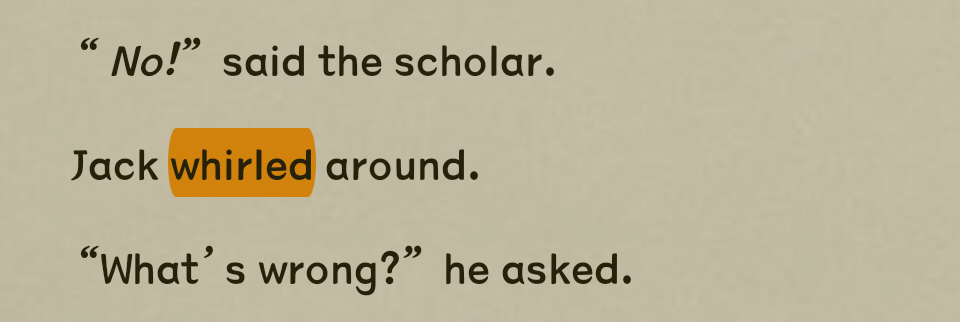 “No!” said the scholar.
Jack whirled around.
“What’s wrong?” he asked.